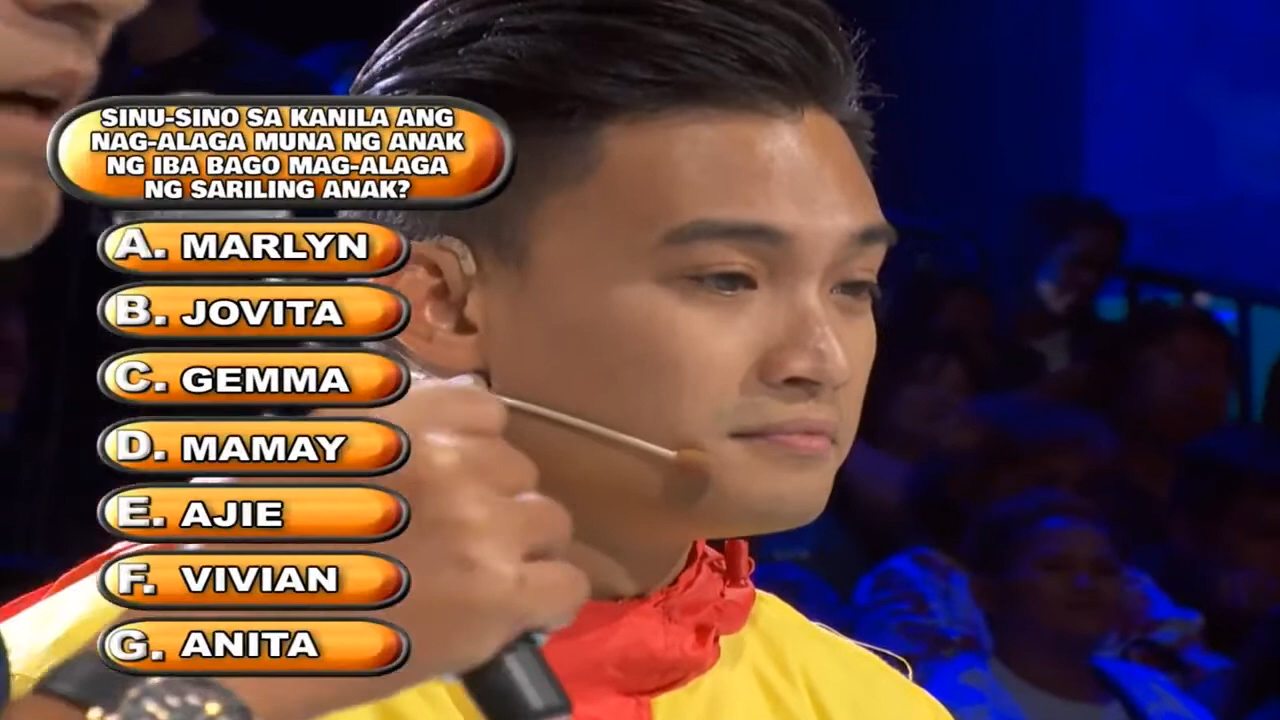 SINU-SINO SA KANILA ANG
NAG-ALAGA MUNA NG ANAK
NG IBA BAGO MAG-ALAGA
NG SARILING ANAK?
A. MARLYN
B. JOVITA
C. GEMMA
D. MAMAY
E. AJIE
F. VIVIAN
G. ANITA